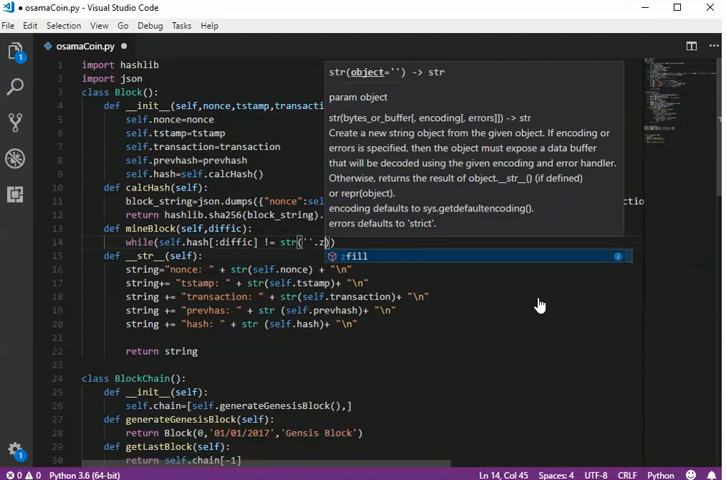 osamaCoin.py - Visual Studio Code
File Edit Selection View Go Debug Tasks Help
osamaCoin.py
1 import hashlib
2 import json
3 class Block():
4 def __init__(self,nonce,tstamp,transacti
5 self.nonce=nonce
6 self.tstamp=tstamp
7 self.transaction=transaction
8 self.prevhash=prevhash
9 self.hash=self.calcHash()
10 def calcHash(self):
11 block_string=json.dumps({"nonce":sel
ctio
12 return hashlib.sha256(block_string).
13 def mineBlock(self,diffic):
14 while(self.hash[:diffic] != str(''.z))
15 def __str__(self):
16 string="nonce: " + str(self.nonce) + "\n"
17 string+= "tstamp: " + str(self.tstamp)+ "\n"
18 string += "transaction: " + str(self.transaction)+ "\n"
19 string += "prevhas: " + str (self.prevhash)+ "\n"
20 string += "hash: " + str (self.hash)+ "\n"
21
22 return string
23
24 class BlockChain():
25 def __init__(self):
26 self.chain=[self.generateGenesisBlock(),]
27 def generateGenesisBlock(self):
28 return Block(0,'01/01/2017','Gensis Block')
29 def getLastBlock(self):
30 return self.chain[-1]
str(object='') -> str
param object
str(bytes_or_buffer[, encoding[, errors]]) -> str
Create a new string object from the given object. If encoding or
errors is specified, then the object must expose a data buffer
that will be decoded using the given encoding and error handler.
Otherwise, returns the result of object.__str__() (if defined)
or repr(object).
encoding defaults to sys.getdefaultencoding().
errors defaults to 'strict'.
zfill
1
1
0 0 Python 3.6 (64-bit) Ln 14, Col 45 Spaces: 4 UTF-8 CRLF Python